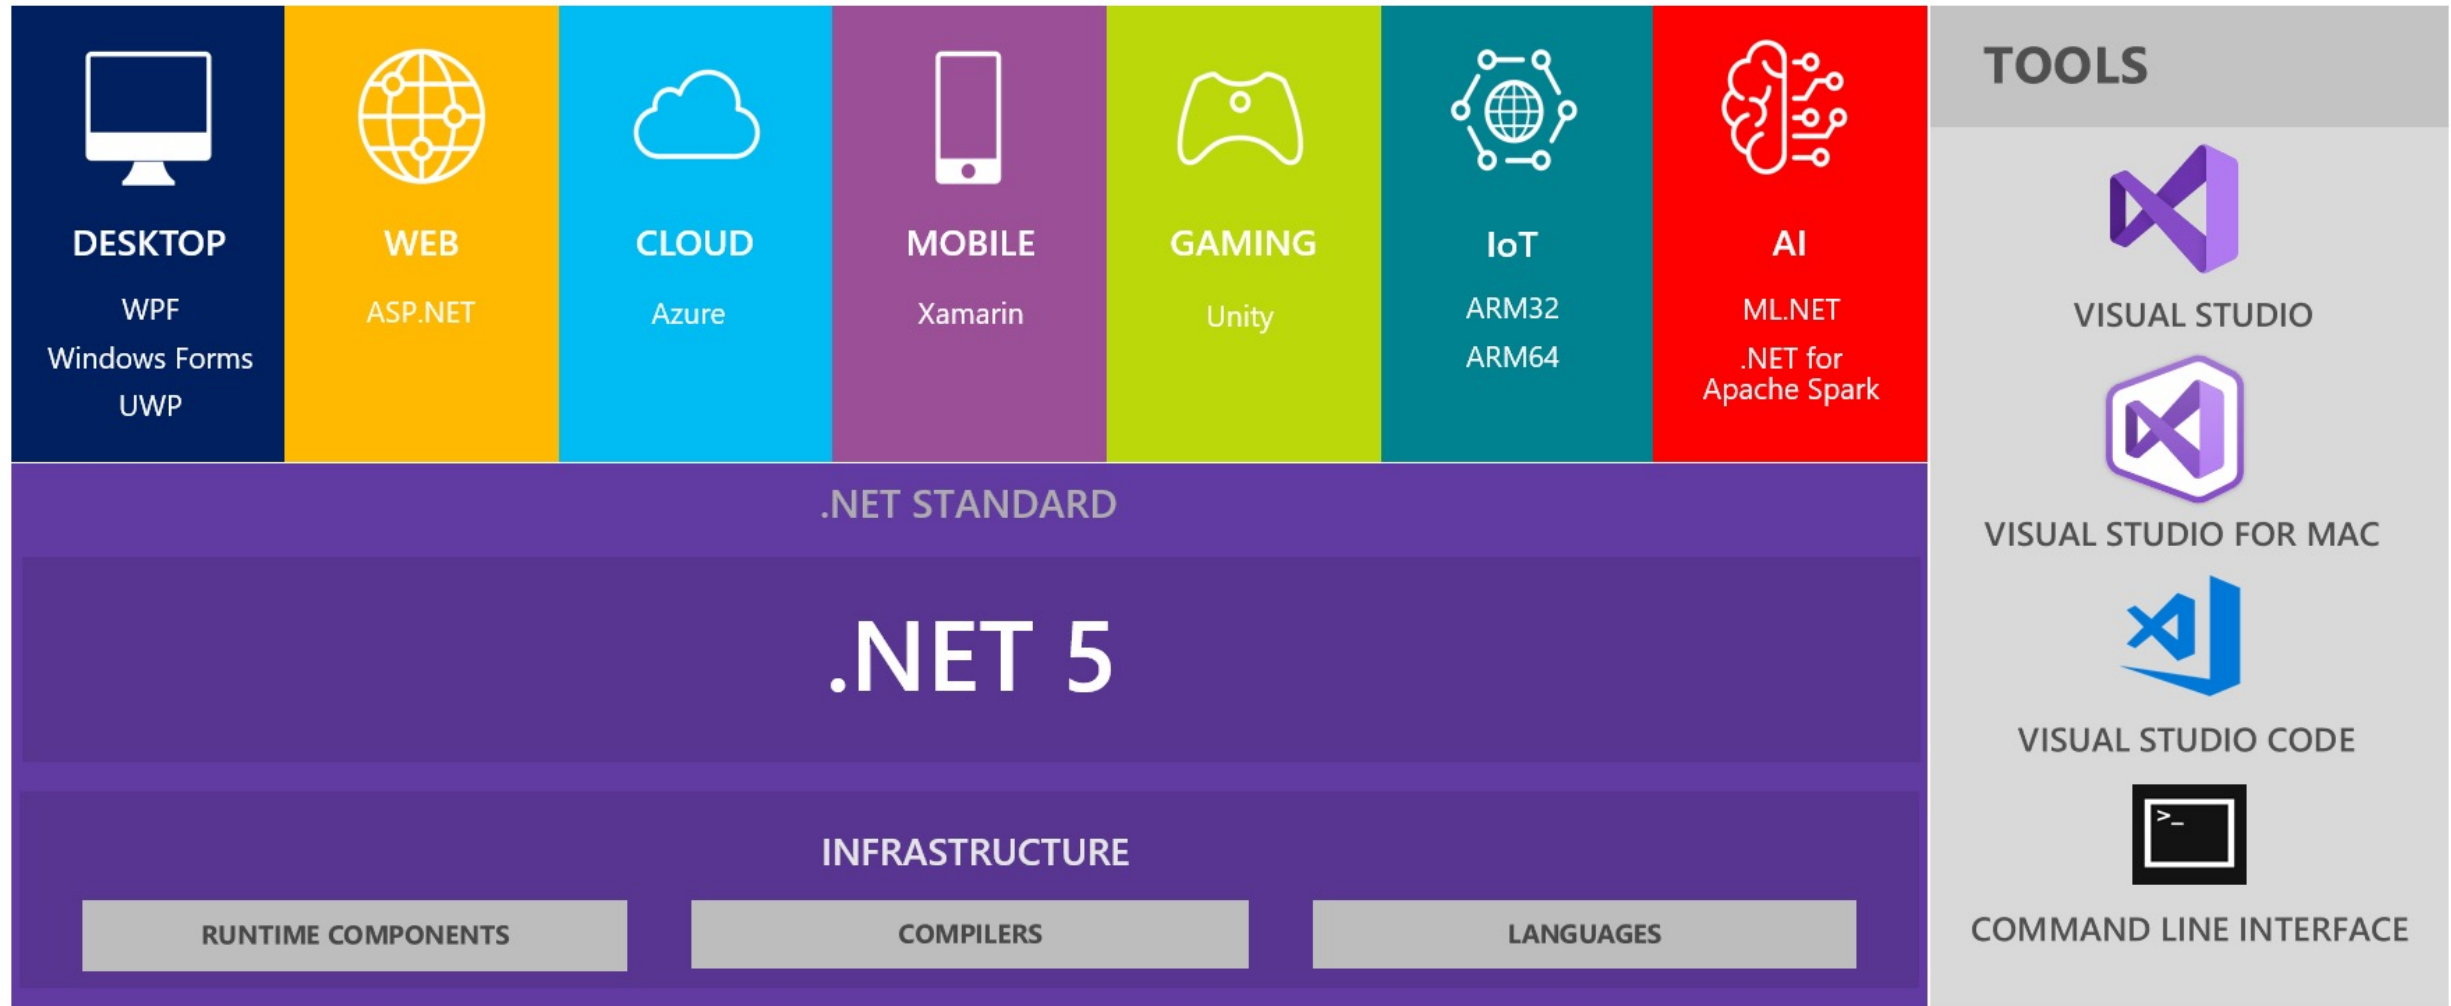 DESKTOP
WPF
Windows Forms
UWP
WEB
ASP.NET
CLOUD
Azure
MOBILE
Xamarin
GAMING
Unity
IoT
ARM32
ARM64
AI
ML.NET
.NET for
Apache Spark
.NET STANDARD
.NET 5
INFRASTRUCTURE
RUNTIME COMPONENTS
COMPILERS
LANGUAGES
TOOLS
VISUAL STUDIO
VISUAL STUDIO FOR MAC
VISUAL STUDIO CODE
>_
COMMAND LINE INTERFACE